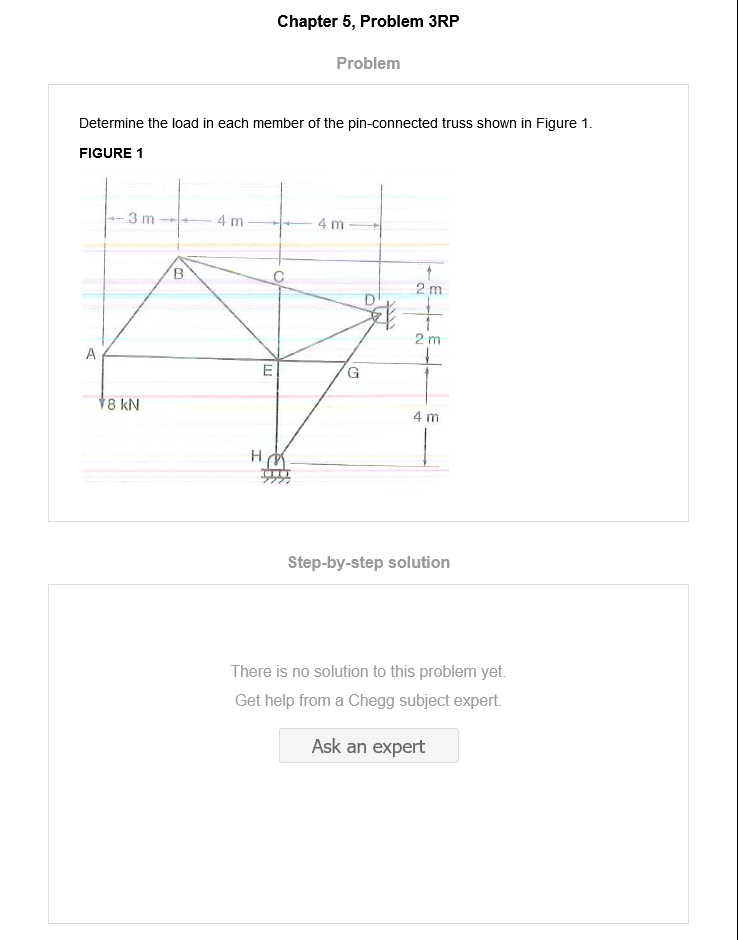 Chapter 5, Problem 3RP
Problem
Determine the load in each member of the pin-connected truss shown in Figure 1.
FIGURE 1
3 m 4 m 4 m
B C
2 m
D
2 m
A
E G
8 kN
4 m
H
Step-by-step solution
There is no solution to this problem yet.
Get help from a Chegg subject expert.
Ask an expert